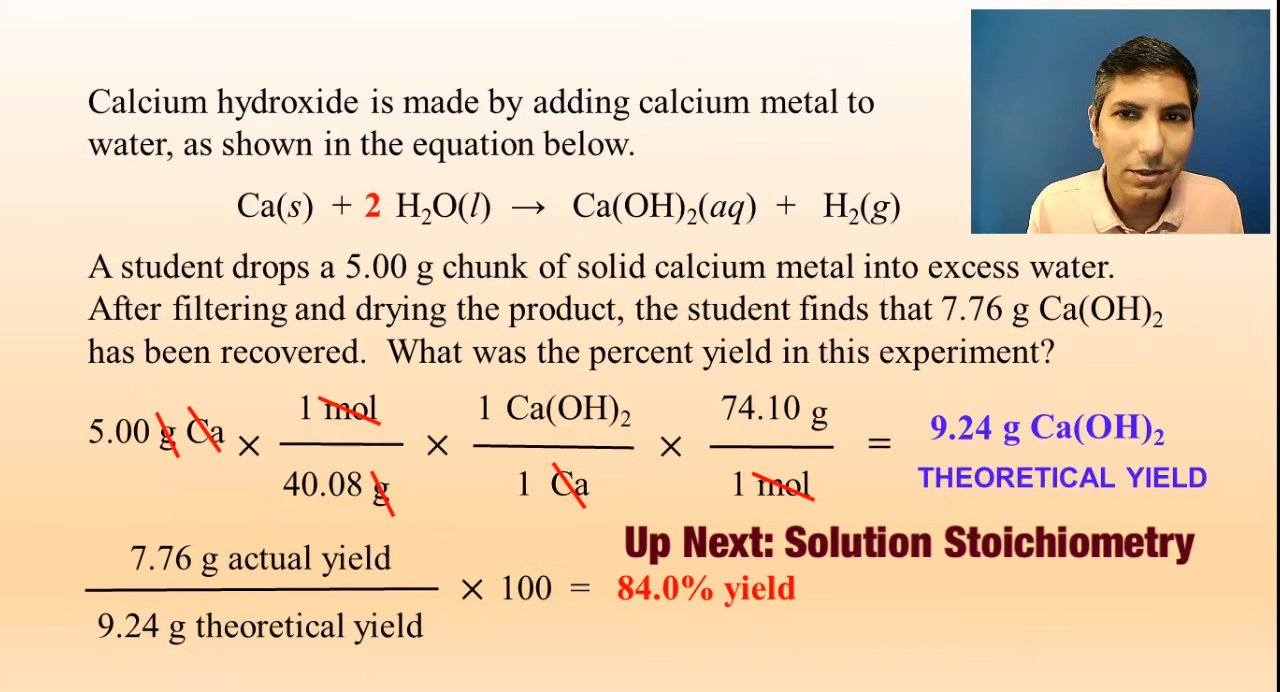 Calcium hydroxide is made by adding calcium metal to
water, as shown in the equation below.
Ca(s) + 2 H₂O(l) → Ca(OH)₂(aq) + H₂(g)
A student drops a 5.00 g chunk of solid calcium metal into excess water.
After filtering and drying the product, the student finds that 7.76 g Ca(OH)₂
has been recovered. What was the percent yield in this experiment?
1 mol 1 Ca(OH)₂ 74.10 g
5.00 g Ca × × × = 9.24 g Ca(OH)₂
40.08 g 1 Ca 1 mol
THEORETICAL YIELD
Up Next: Solution Stoichiometry
7.76 g actual yield
× 100 = 84.0% yield
9.24 g theoretical yield